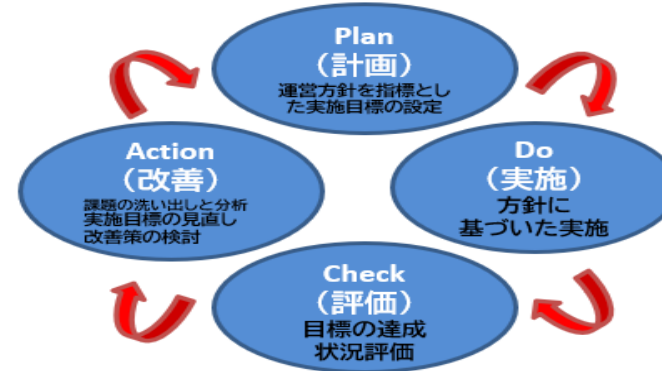 Plan
（計画）
運営方針を指標とし
た実施目標の設定
Do
（実施）
方針に
基づいた実施
Check
（評価）
目標の達成
状況評価
Action
（改善）
課題の洗い出しと分析
実施目標の見直し
改善策の検討